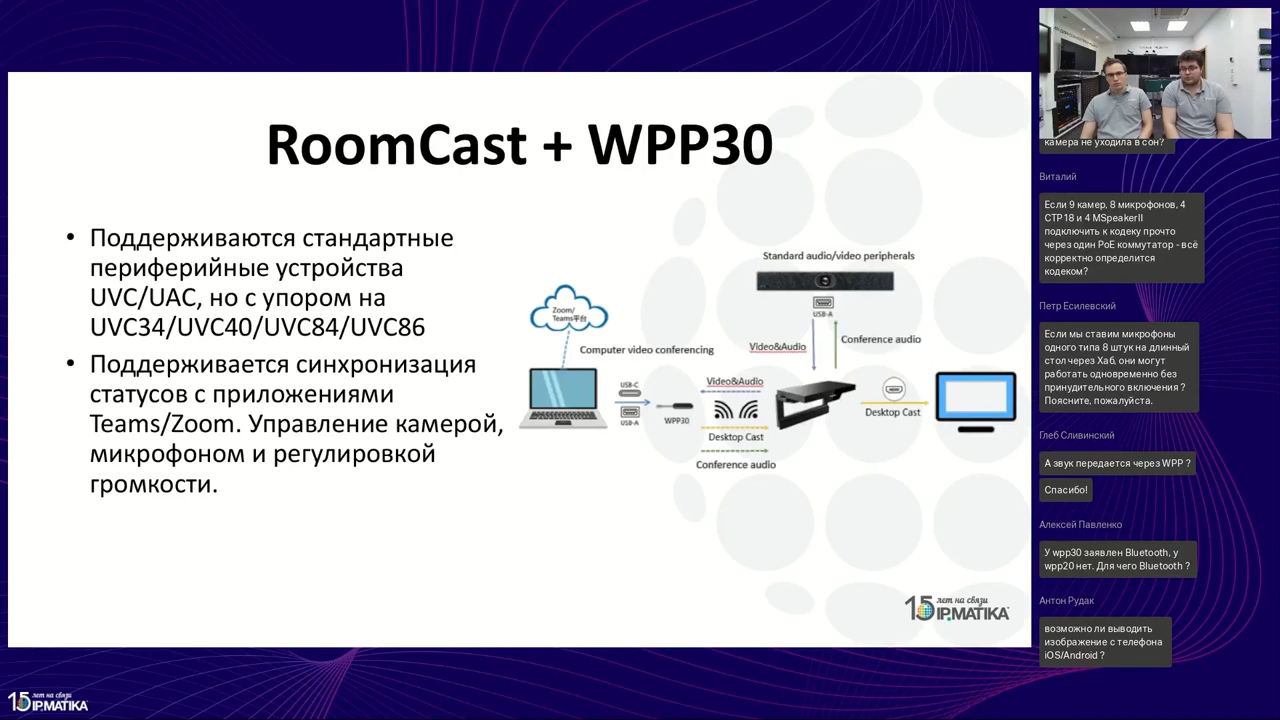 RoomCast + WPP30
• Поддерживаются стандартные
периферийные устройства
UVC/UAC, но с упором на
UVC34/UVC40/UVC84/UVC86
• Поддерживается синхронизация
статусов с приложениями
Teams/Zoom. Управление камерой,
микрофоном и регулировкой
громкости.
Standard audio/video peripherals
Zoom/
Teams平台
USB-A
Computer video conferencing
Video&Audio
Conference audio
USB-C
USB-A
WPP30
Video&Audio
Desktop Cast
Conference audio
Desktop Cast
15 лет на связи
IPMATIKA
15 лет на связи
IPMATIKA
камера не уходила в сон?
Виталий
Если 9 камер, 8 микрофонов, 4
CTP18 и 4 MSpeakerII
подключить к кодеку прочто
через один PoE коммутатор - всё
корректно определится
кодеком?
Петр Есилевский
Если мы ставим микрофоны
одного типа 8 штук на длинный
стол через Хаб, они могут
работать одновременно без
принудительного включения ?
Поясните, пожалуйста.
Глеб Сливинский
А звук передается через WPP ?
Спасибо!
Алексей Павленко
У wpp30 заявлен Bluetooth, у
wpp20 нет. Для чего Bluetooth ?
Антон Рудак
возможно ли выводить
изображение с телефона
iOS/Android ?